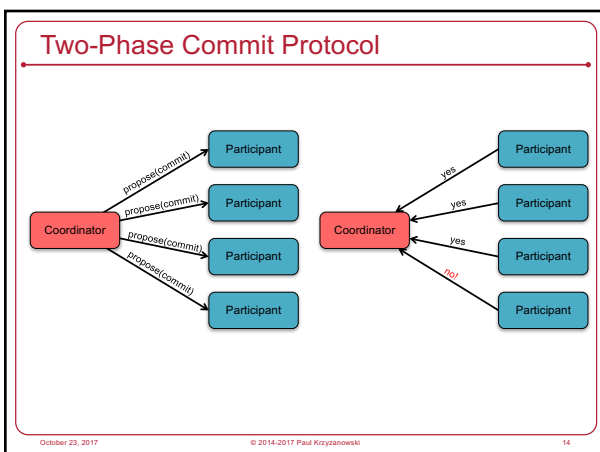 Two-Phase Commit Protocol
Coordinator
propose(commit)
propose(commit)
propose(commit)
propose(commit)
Participant
Participant
Participant
Participant
Coordinator
yes
yes
yes
no!
Participant
Participant
Participant
Participant
October 23, 2017
© 2014-2017 Paul Krzyzanowski
14